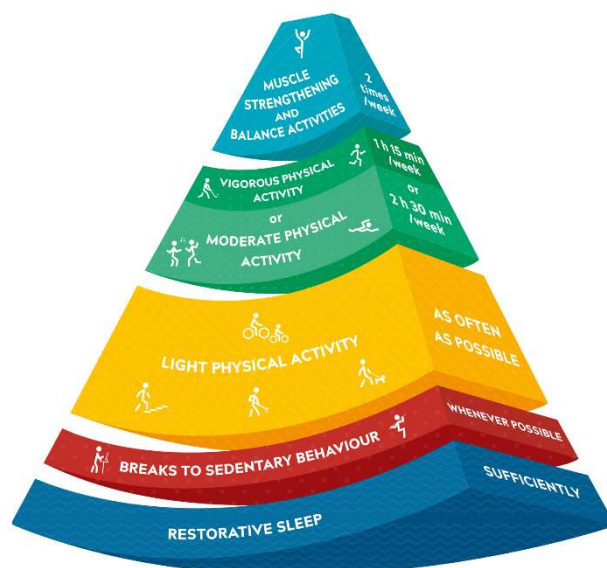 MUSCLE
STRENGTHENING
AND
BALANCE ACTIVITIES
2
times
/week
VIGOROUS PHYSICAL
ACTIVITY
1 h 15 min
/week
or
or
MODERATE PHYSICAL
ACTIVITY
2 h 30 min
/week
LIGHT PHYSICAL ACTIVITY
AS OFTEN
AS POSSIBLE
BREAKS TO SEDENTARY BEHAVIOUR
WHENEVER POSSIBLE
RESTORATIVE SLEEP
SUFFICIENTLY